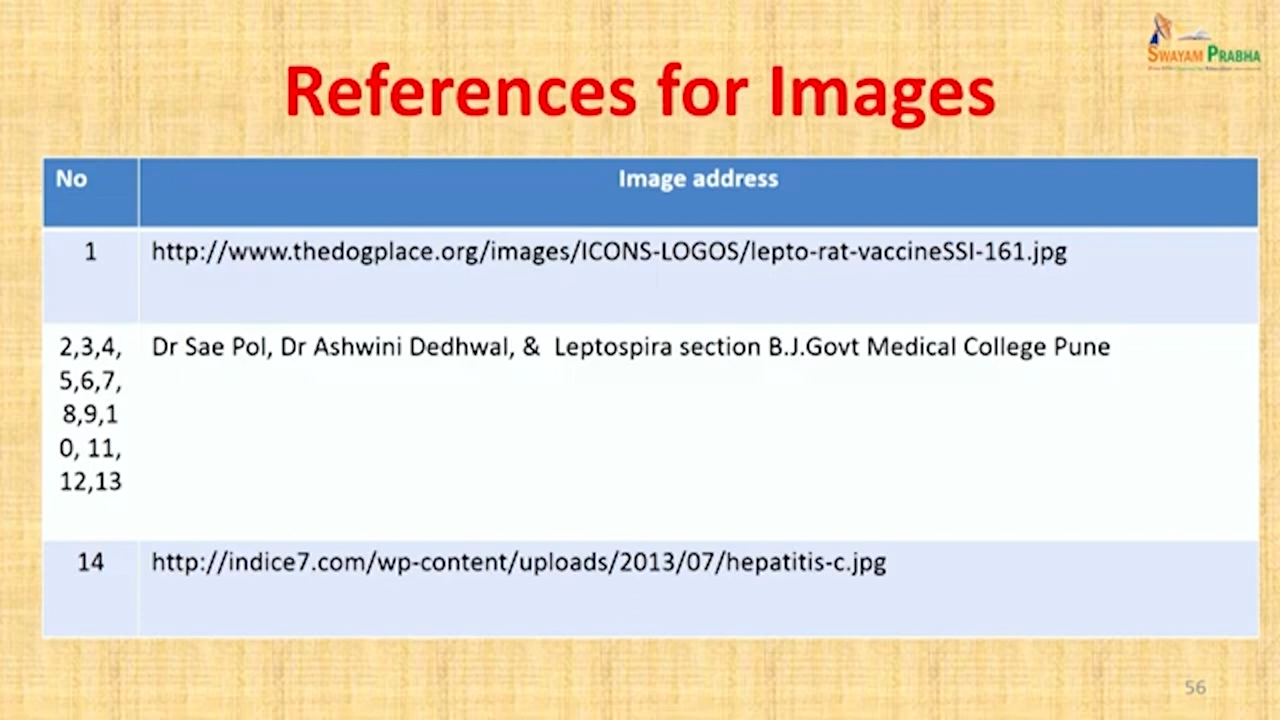 SWAYAM PRABHA
References for Images
No Image address
1 http://www.thedogplace.org/images/ICONS-LOGOS/lepto-rat-vaccineSSI-161.jpg
2,3,4, Dr Sae Pol, Dr Ashwini Dedhwal, & Leptospira section B.J.Govt Medical College Pune
5,6,7,
8,9,1
0, 11,
12,13
14 http://indice7.com/wp-content/uploads/2013/07/hepatitis-c.jpg
56